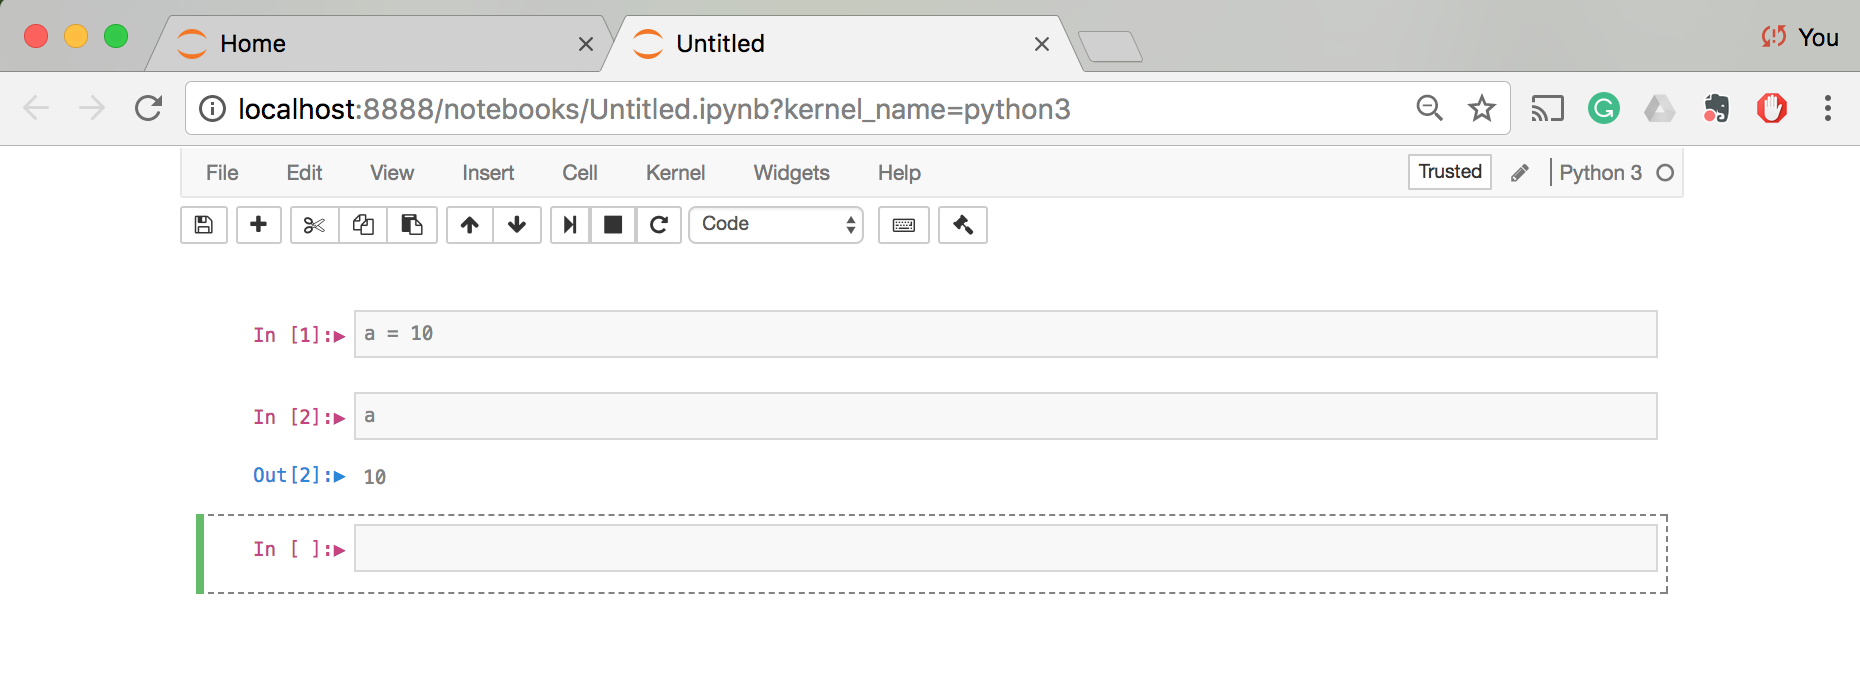 Home
Untitled
You
localhost:8888/notebooks/Untitled.ipynb?kernel_name=python3
File Edit View Insert Cell Kernel Widgets Help Trusted Python 3
Code
In [1]: a = 10
In [2]: a
Out[2]: 10
In [ ]: